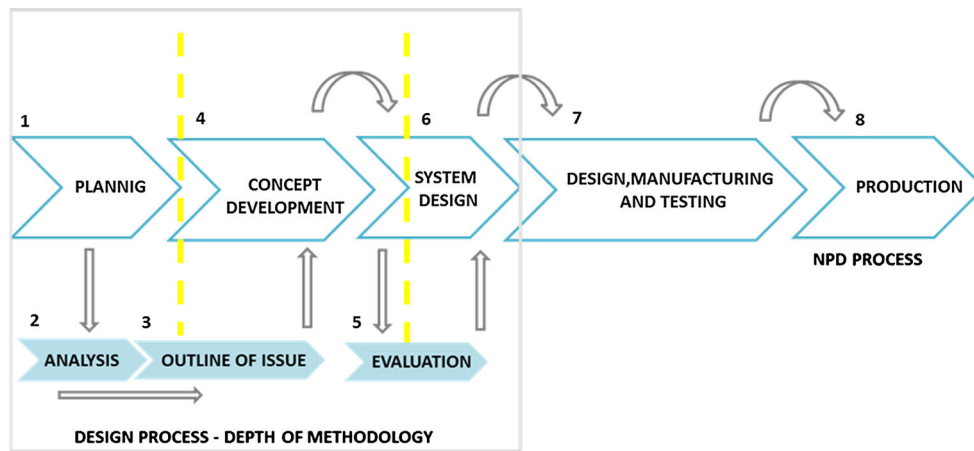 1
PLANNIG
4
CONCEPT
DEVELOPMENT
6
SYSTEM
DESIGN
7
DESIGN,MANUFACTURING
AND TESTING
8
PRODUCTION
NPD PROCESS
2
ANALYSIS
3
OUTLINE OF ISSUE
5
EVALUATION
DESIGN PROCESS - DEPTH OF METHODOLOGY